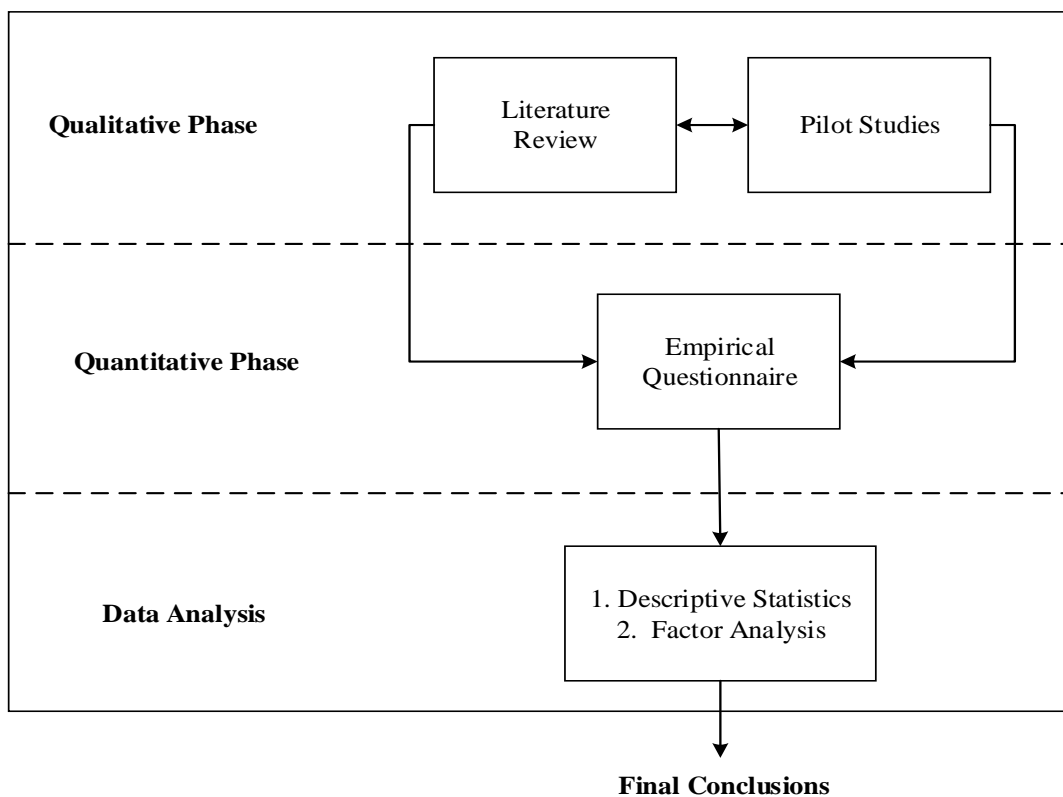 Qualitative Phase
Literature
Review
Pilot Studies
Quantitative Phase
Empirical
Questionnaire
Data Analysis
1. Descriptive Statistics
2. Factor Analysis
Final Conclusions